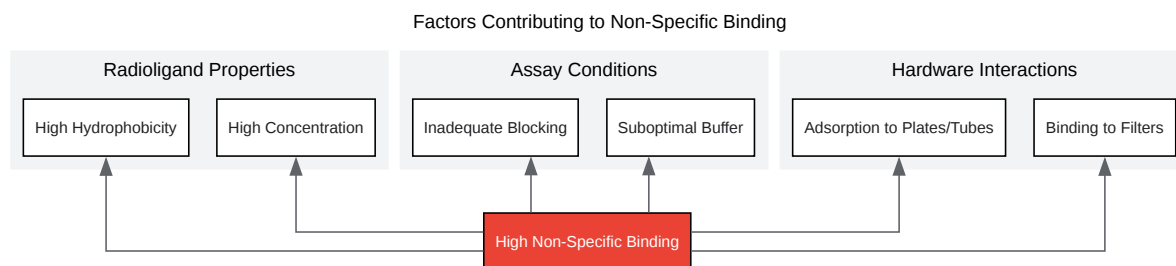 Factors Contributing to Non-Specific Binding
Radioligand Properties
High Hydrophobicity
High Concentration
Assay Conditions
Inadequate Blocking
Suboptimal Buffer
Hardware Interactions
Adsorption to Plates/Tubes
Binding to Filters
High Non-Specific Binding